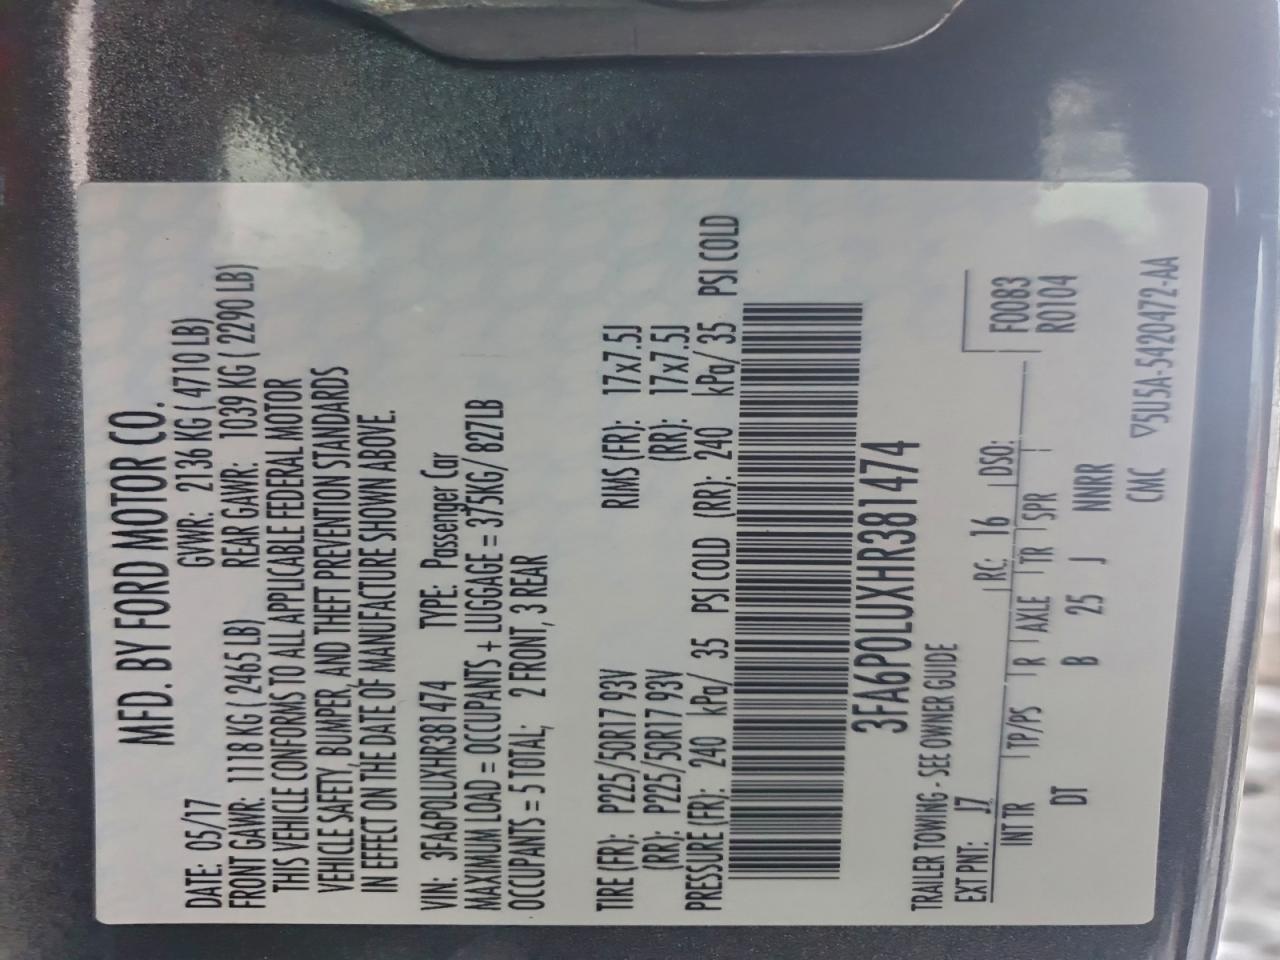 MFD. BY FORD MOTOR CO.
DATE: 05/17 GVWR: 2136 KG ( 4710 LB)
FRONT GAWR: 1118 KG ( 2465 LB) REAR GAWR: 1039 KG ( 2290 LB)
THIS VEHICLE CONFORMS TO ALL APPLICABLE FEDERAL MOTOR
VEHICLE SAFETY, BUMPER, AND THEFT PREVENTION STANDARDS
IN EFFECT ON THE DATE OF MANUFACTURE SHOWN ABOVE.
VIN: 3FA6P0LUXHR381474 TYPE: Passenger Car
MAXIMUM LOAD = OCCUPANTS + LUGGAGE = 375KG/ 827LB
OCCUPANTS = 5 TOTAL; 2 FRONT, 3 REAR
TIRE (FR): P225/50R17 93V RIMS (FR): 17x7.5J
(RR): P225/50R17 93V (RR): 17x7.5J
PRESSURE (FR): 240 kPa/ 35 PSI COLD (RR): 240 kPa/ 35 PSI COLD
3FA6P0LUXHR381474
TRAILER TOWING - SEE OWNER GUIDE
EXT PNT: J7 RC: 16 DSO: F0083
INT TR TP/PS R AXLE TR SPR R0104
DT B 25 J NNRR
CMC ▽5U5A-5420472-AA